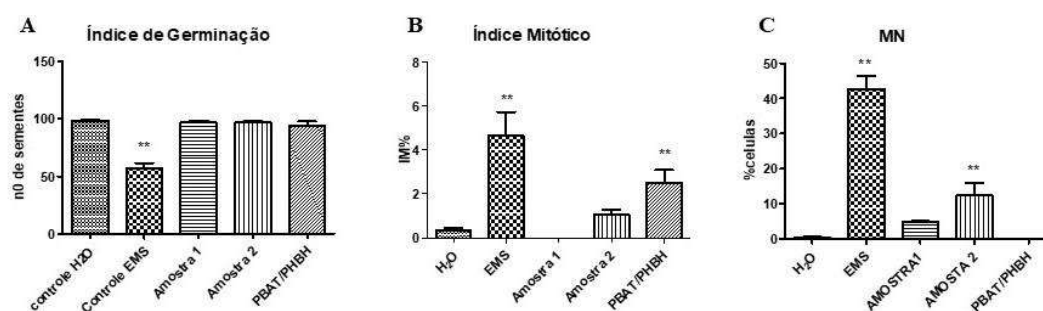 A
Índice de Germinação
150
100
50
0
nº de sementes
**
controle H2O
Controle EMS
Amostra 1
Amostra 2
PBAT/PHBH
B
Índice Mitótico
8
6
4
2
0
IM%
**
**
H₂O
EMS
Amostra 1
Amostra 2
PBAT/PHBH
C
MN
50
40
30
20
10
0
%celulas
**
**
H₂O
EMS
AMOSTRA1
AMOSTA 2
PBAT/PHBH